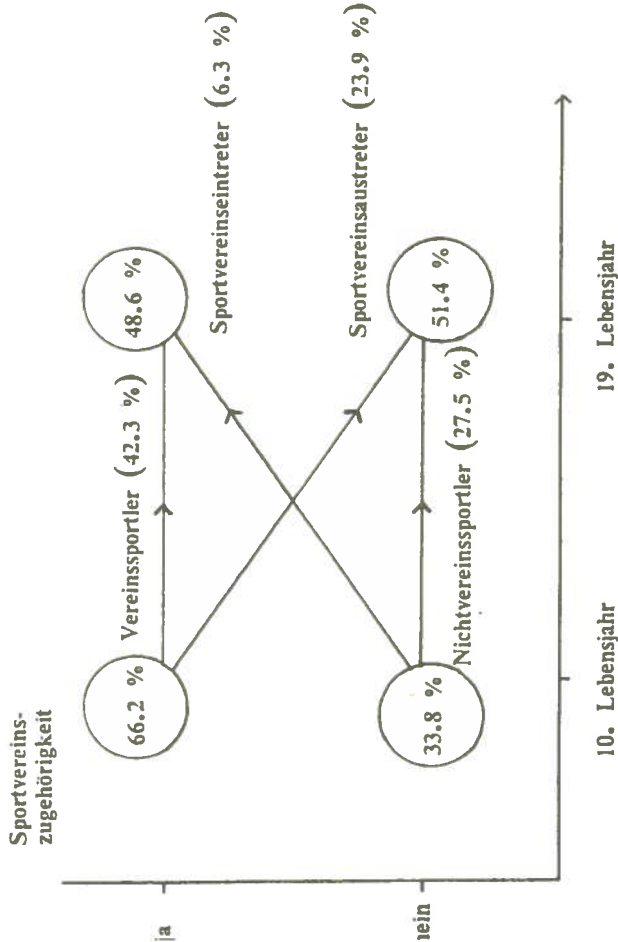 Sportvereins-
zugehörigkeit
ja
66.2 %
Vereinssportler (42.3 %)
48.6 %
Sportvereinseintreter (6.3 %)
Sportvereinsaustreter (23.9 %)
nein
33.8 %
Nichtvereinssportler (27.5 %)
51.4 %
10. Lebensjahr
19. Lebensjahr